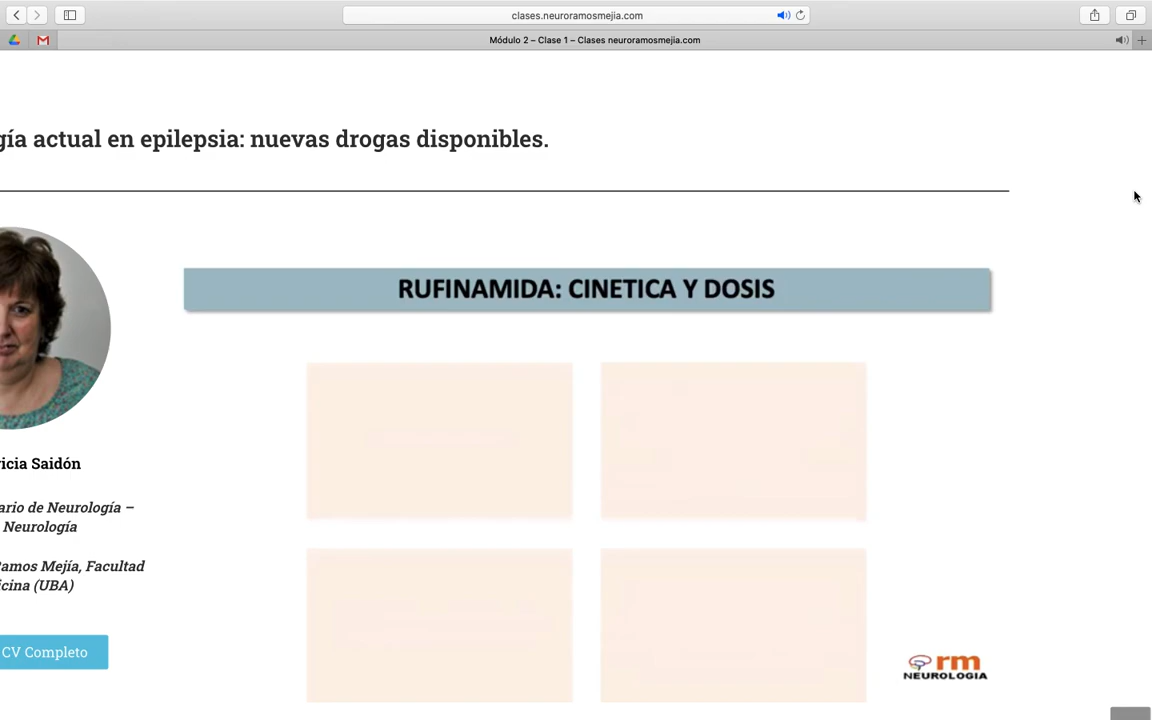 clases.neuroramosmejia.com
Módulo 2 – Clase 1 – Clases neuroramosmejia.com
gía actual en epilepsia: nuevas drogas disponibles.
RUFINAMIDA: CINETICA Y DOSIS
ricia Saidón
ario de Neurología –
Neurología
Ramos Mejía, Facultad
icina (UBA)
CV Completo
rm
NEUROLOGIA